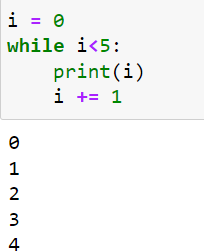 i = 0
while i<5:
    print(i)
    i += 1
0
1
2
3
4